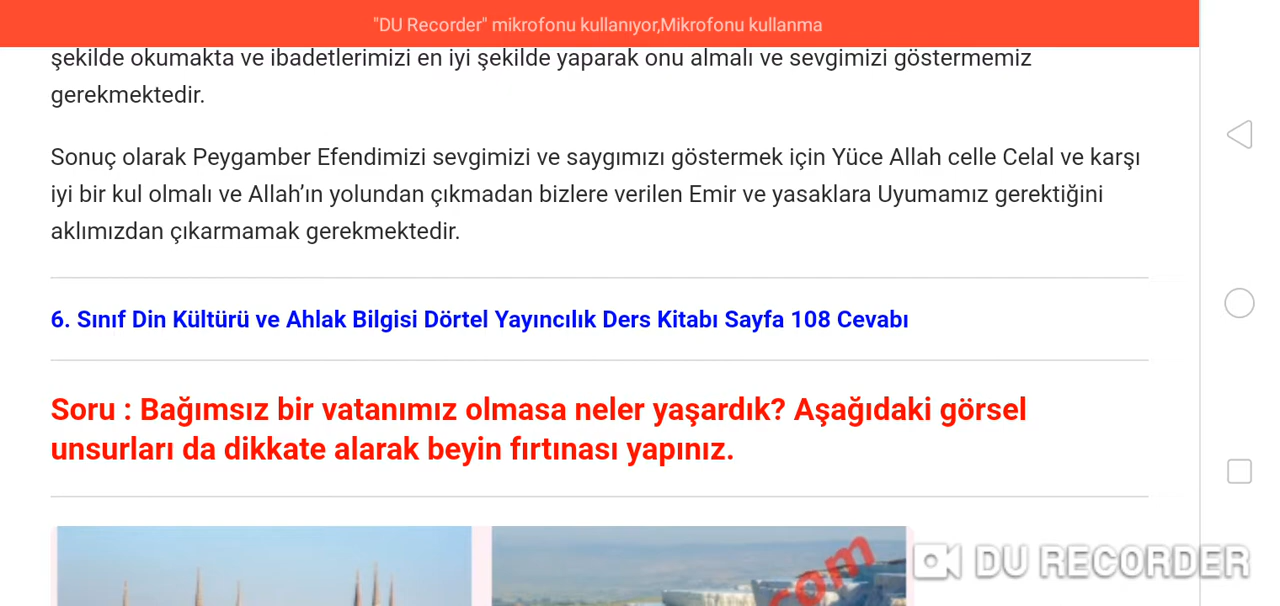 "DU Recorder" mikrofonu kullanıyor,Mikrofonu kullanma
şekilde okumakta ve ibadetlerimizi en iyi şekilde yaparak onu almalı ve sevgimizi göstermemiz
gerekmektedir.
Sonuç olarak Peygamber Efendimizi sevgimizi ve saygımızı göstermek için Yüce Allah celle Celal ve karşı
iyi bir kul olmalı ve Allah’ın yolundan çıkmadan bizlere verilen Emir ve yasaklara Uyumamız gerektiğini
aklımızdan çıkarmamak gerekmektedir.
6. Sınıf Din Kültürü ve Ahlak Bilgisi Dörtel Yayıncılık Ders Kitabı Sayfa 108 Cevabı
Soru : Bağımsız bir vatanımız olmasa neler yaşardık? Aşağıdaki görsel
unsurları da dikkate alarak beyin fırtınası yapınız.
com
DU RECORDER